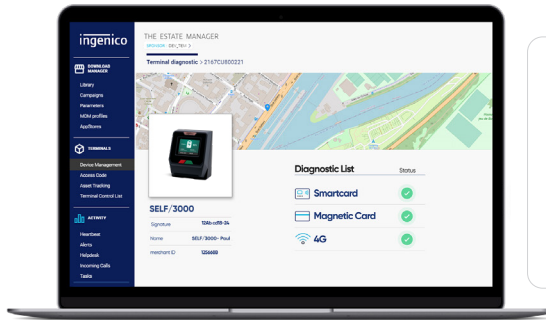 ingenico
THE ESTATE MANAGER
Terminal diagnostic > 2167CU800221
DOWNLOAD
MANAGER
Library
Campaigns
Parameters
MDM profiles
AppStores
TERMINALS
Device Management
Access Code
Asset Tracking
Terminal Control List
ACTIVITY
Heartbeat
Alerts
Helpdesk
Incoming Calls
Tasks
SELF/3000
Signature
Name SELF/3000- Paul
merchant ID
Diagnostic List Status
Smartcard
Magnetic Card
4G